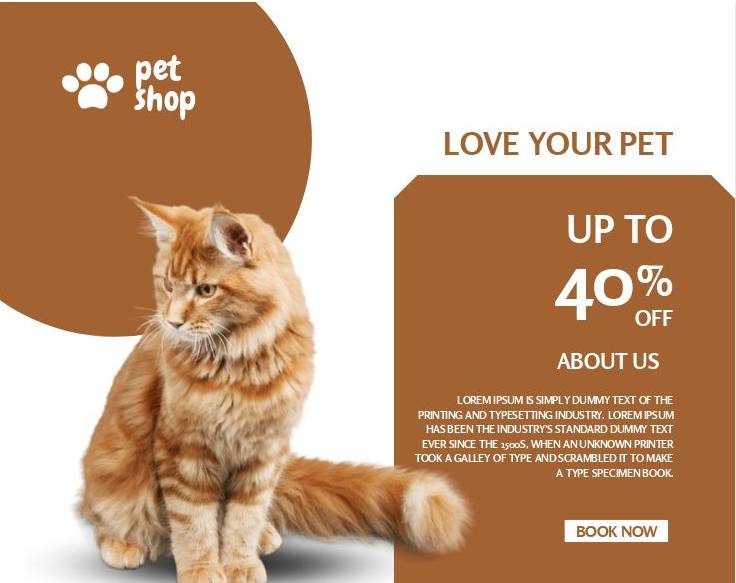 pet
shop
LOVE YOUR PET
UP TO
40%
OFF
ABOUT US
LOREM IPSUM IS SIMPLY DUMMY TEXT OF THE
PRINTING AND TYPESETTING INDUSTRY. LOREM IPSUM
HAS BEEN THE INDUSTRY'S STANDARD DUMMY TEXT
EVER SINCE THE 1500S, WHEN AN UNKNOWN PRINTER
TOOK A GALLEY OF TYPE AND SCRAMBLED IT TO MAKE
A TYPE SPECIMEN BOOK.
BOOK NOW